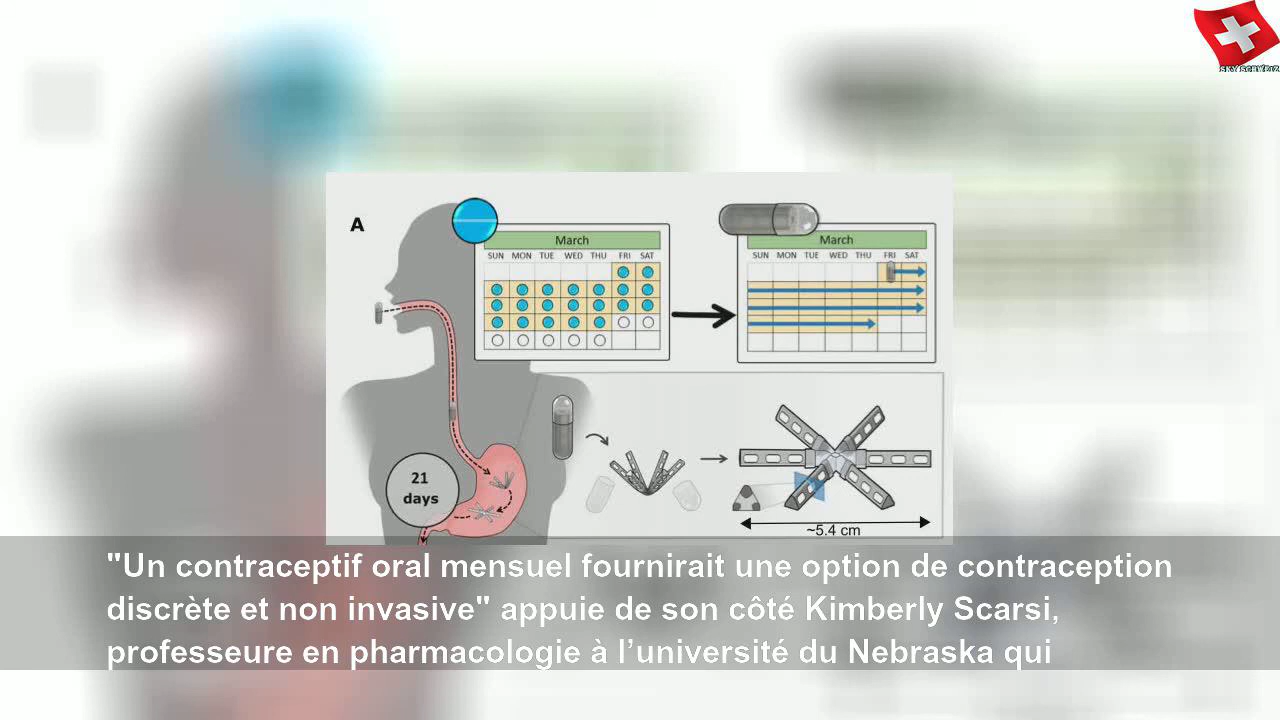 A
March
SUN MON TUE WED THU FRI SAT
March
SUN MON TUE WED THU FRI SAT
21
days
~5.4 cm
"Un contraceptif oral mensuel fournirait une option de contraception
discrète et non invasive" appuie de son côté Kimberly Scarsi,
professeure en pharmacologie à l’université du Nebraska qui